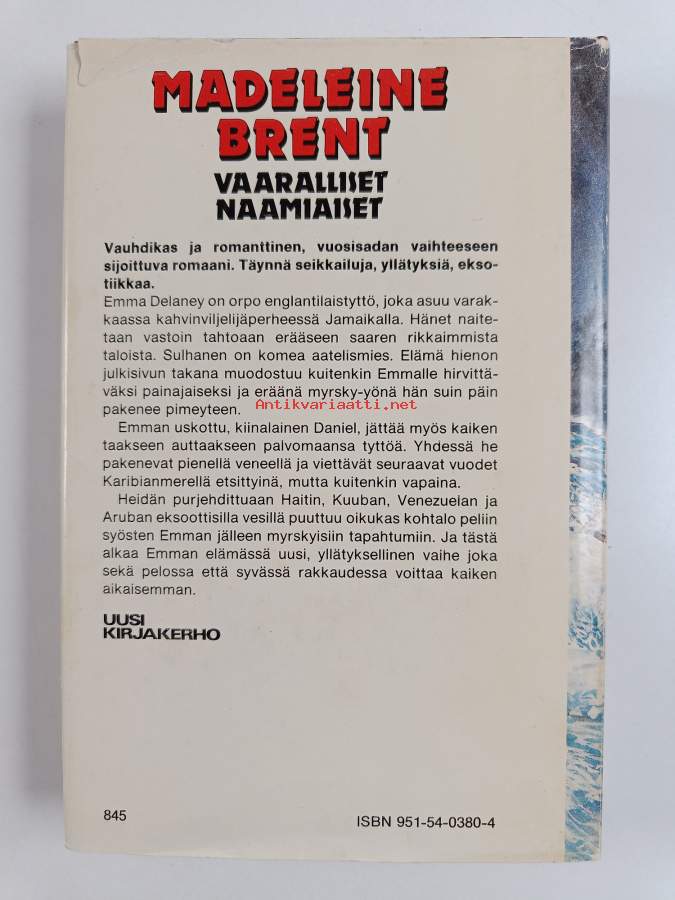 MADELEINE
BRENT
VAARALLISET
NAAMIAISET
Vauhdikas ja romanttinen, vuosisadan vaihteeseen
sijoittuva romaani. Täynnä seikkailuja, yllätyksiä, ekso-
tiikkaa.
Emma Delaney on orpo englantilaistyttö, joka asuu varak-
kaassa kahvinviljelijäperheessä Jamaikalla. Hänet naite-
taan vastoin tahtoaan erääseen saaren rikkaimmista
taloista. Sulhanen on komea aatelismies. Elämä hienon
julkisivun takana muodostuu kuitenkin Emmalle hirvittä-
väksi painajaiseksi ja eräänä myrsky-yönä hän suin päin
pakenee pimeyteen.
Antikvariaatti.net
Emman uskottu, kiinalainen Daniel, jättää myös kaiken
taakseen auttaakseen palvomaansa tyttöä. Yhdessä he
pakenevat pienellä veneellä ja viettävät seuraavat vuodet
Karibianmerellä etsittyinä, mutta kuitenkin vapaina.
Heidän purjehdittuaan Haitin, Kuuban, Venezuelan ja
Aruban eksoottisilla vesillä puuttuu oikukas kohtalo peliin
syösten Emman jälleen myrskyisiin tapahtumiin. Ja tästä
alkaa Emman elämässä uusi, yllätyksellinen vaihe joka
sekä pelossa että syvässä rakkaudessa voittaa kaiken
aikaisemman.
UUSI
KIRJAKERHO
845
ISBN 951-54-0380-4